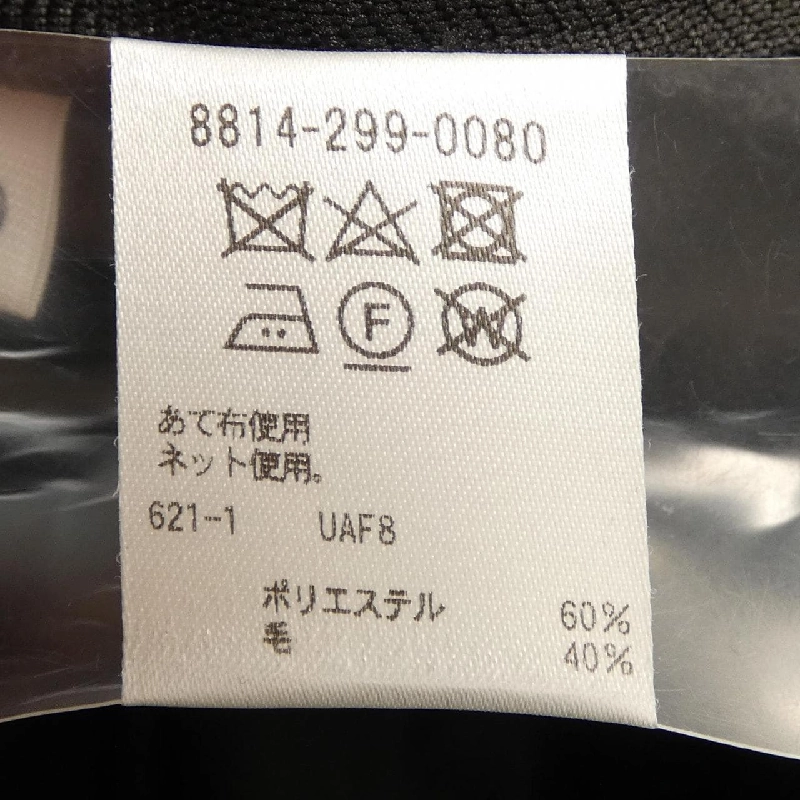 8814-299-0080
F W
あて布使用
ネット使用。
621-1 UAF8
ポリエステル 60%
毛 40%